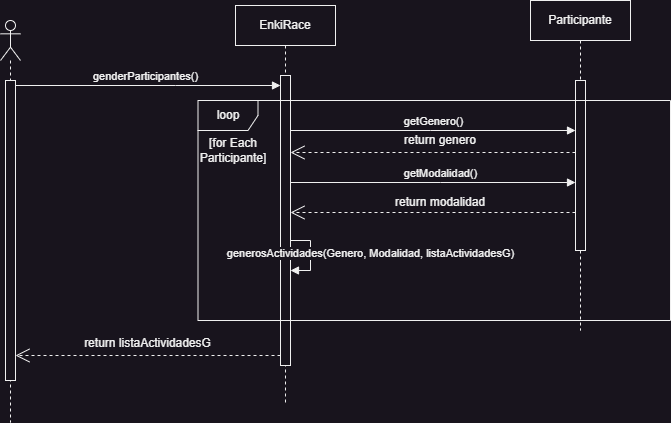 EnkiRace
Participante
genderParticipantes()
loop
[for Each
Participante]
getGenero()
return genero
getModalidad()
return modalidad
generosActividades(Genero, Modalidad, listaActividadesG)
return listaActividadesG